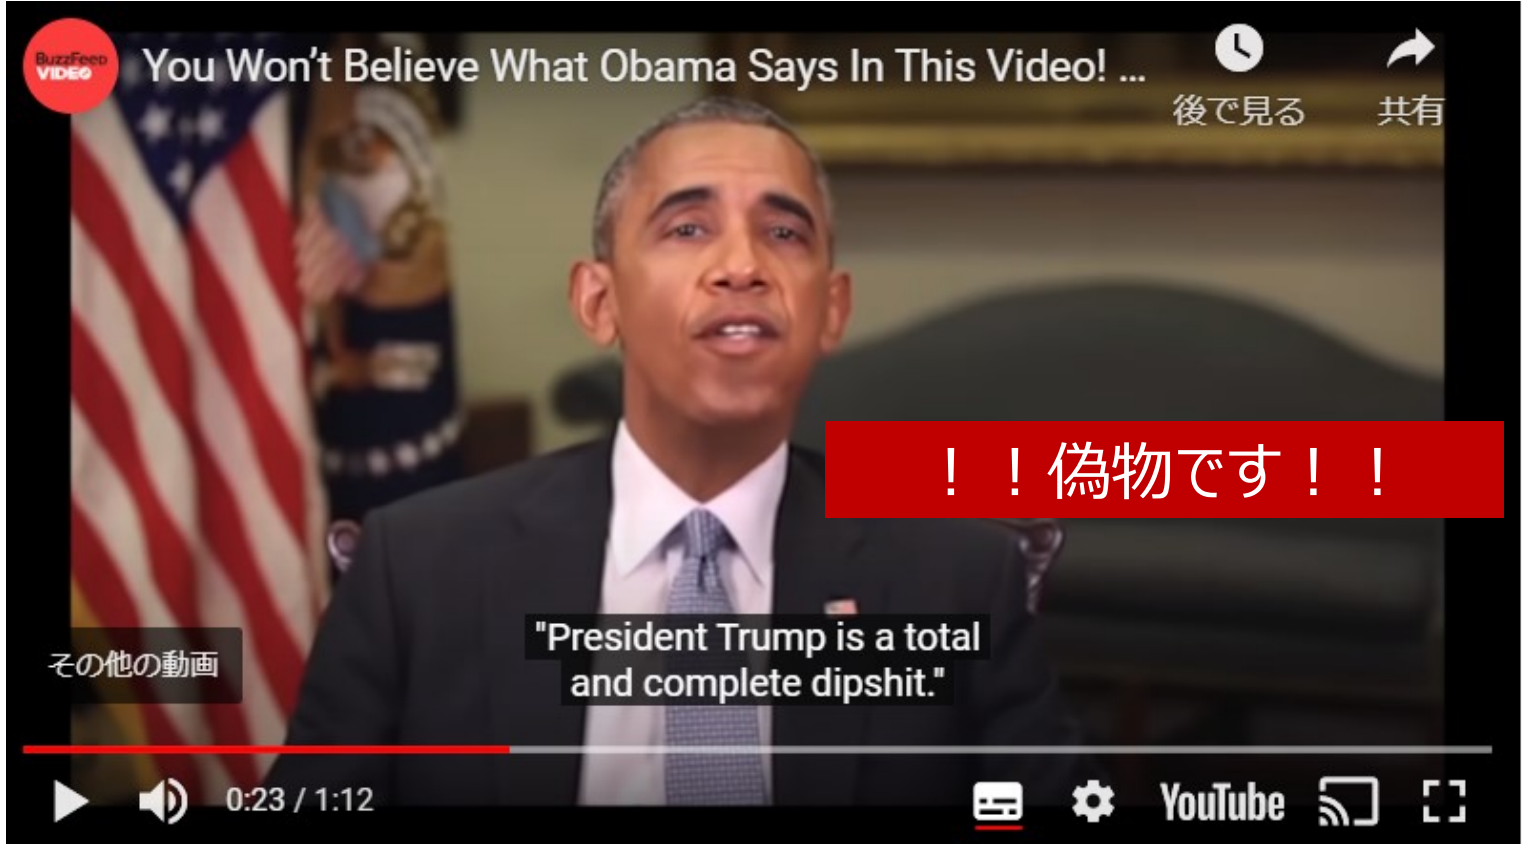 BuzzFeed
VIDEO
You Won't Believe What Obama Says In This Video! ...
後で見る
共有
！！偽物です！！
"President Trump is a total
and complete dipshit."
その他の動画
0:23 / 1:12
YouTube